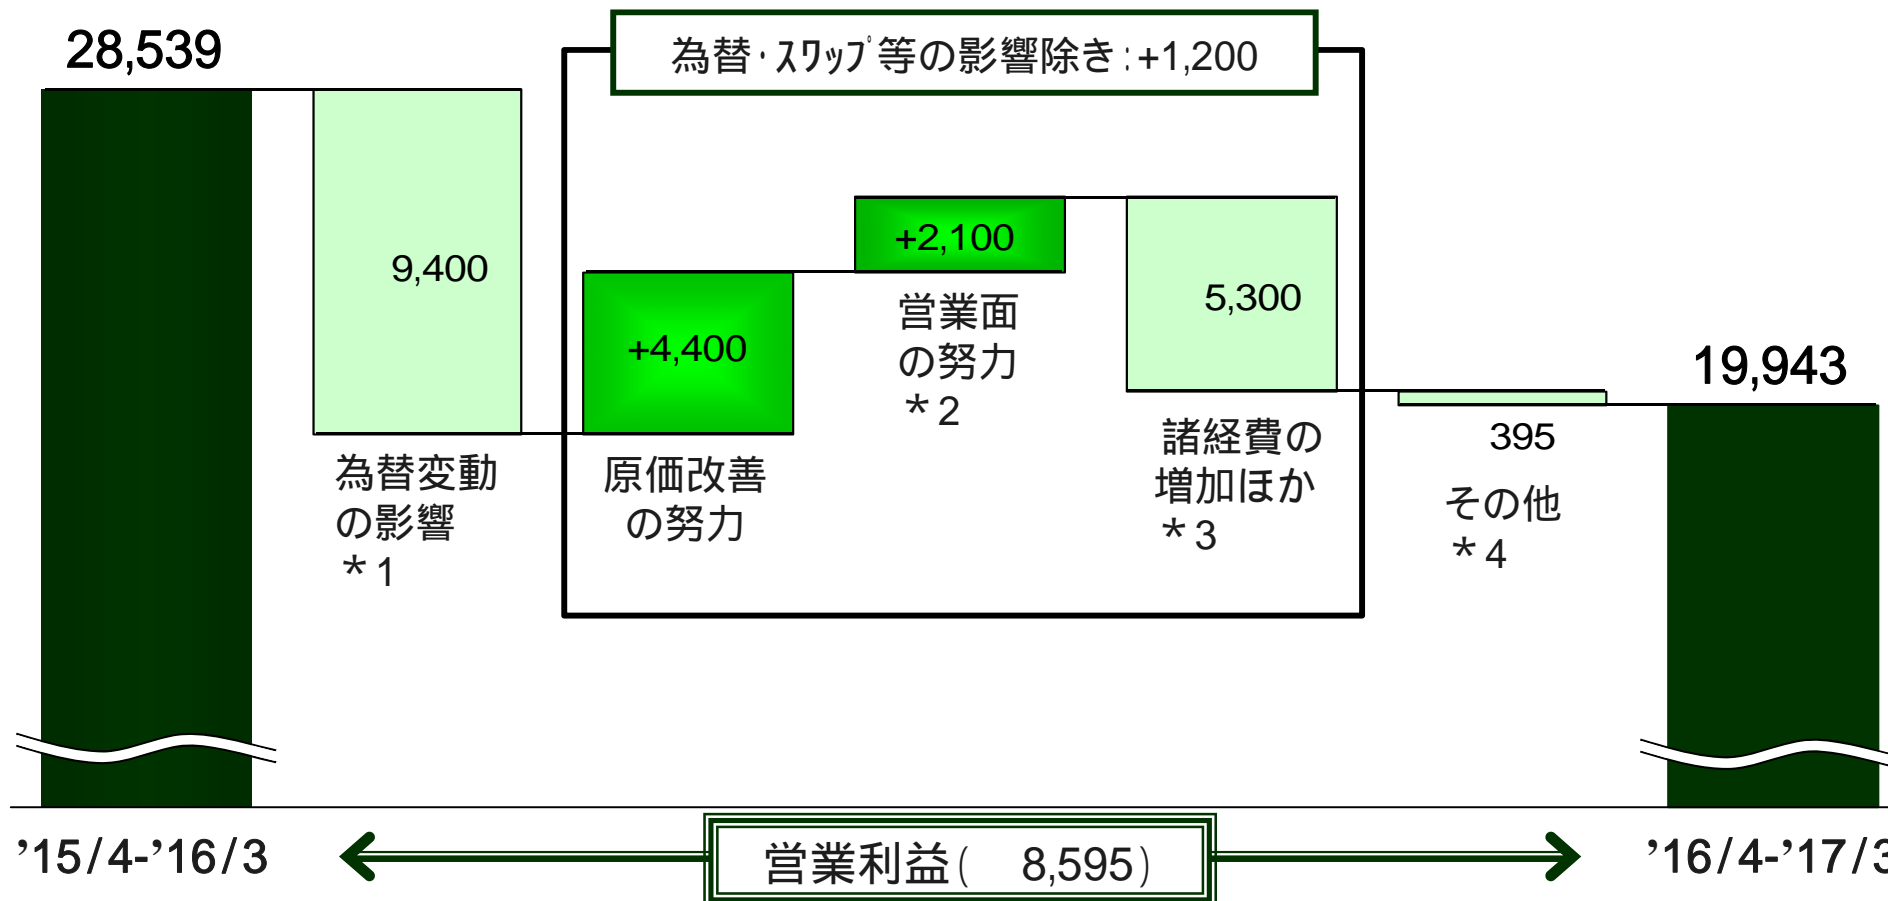 28,539
為替・ｽﾜｯﾌﾟ等の影響除き:+1,200
9,400
+4,400
+2,100
5,300
395
19,943
為替変動
の影響
＊1
原価改善
の努力
営業面
の努力
＊2
諸経費の
増加ほか
＊3
その他
＊4
’15/4-’16/3
営業利益( 8,595)
’16/4-’17/3